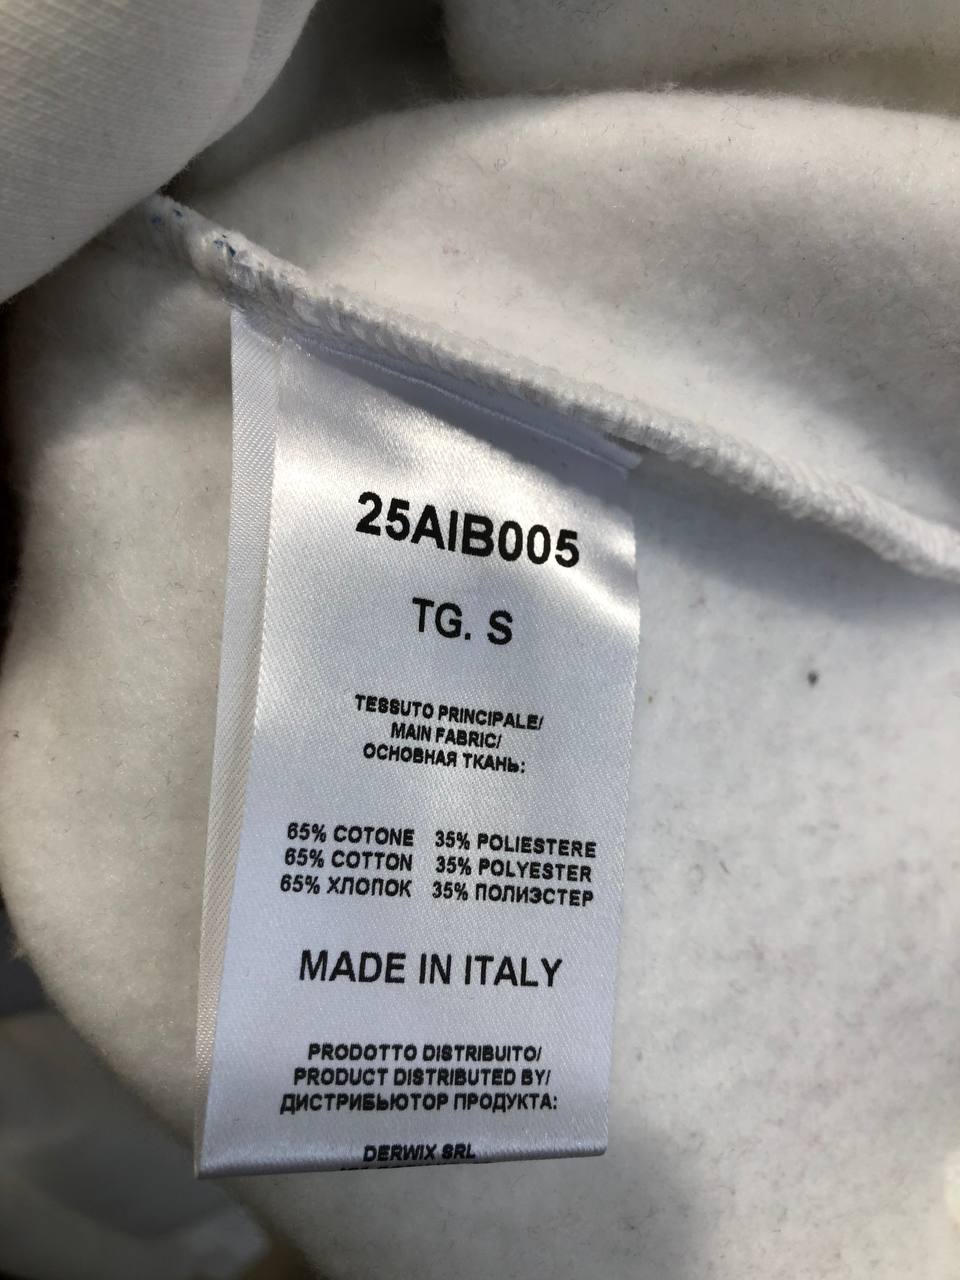 25AIB005
TG. S
TESSUTO PRINCIPALE/
MAIN FABRIC/
ОСНОВНАЯ ТКАНЬ:
65% COTONE 35% POLIESTERE
65% COTTON 35% POLYESTER
65% ХЛОПОК 35% ПОЛИЭСТЕР
MADE IN ITALY
PRODOTTO DISTRIBUITO/
PRODUCT DISTRIBUTED BY/
ДИСТРИБЬЮТОР ПРОДУКТА:
DERWIX SRL